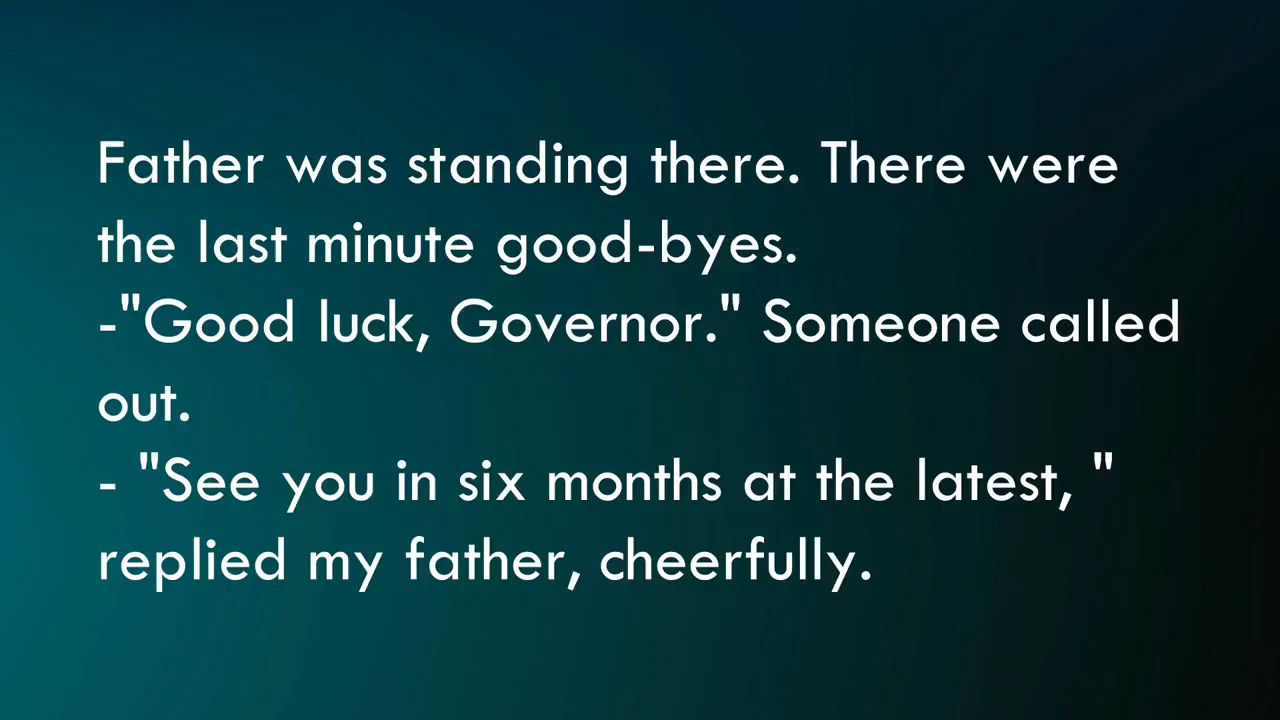 Father was standing there. There were
the last minute good-byes.
-"Good luck, Governor." Someone called
out.
- "See you in six months at the latest, "
replied my father, cheerfully.